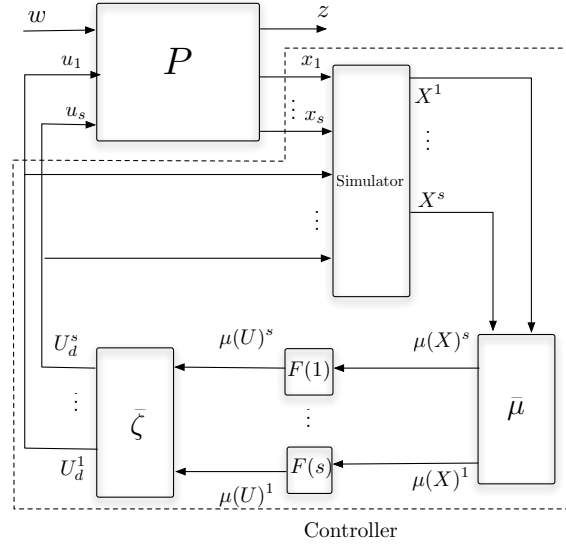 w
z
u_1
P
x_1
⋮
u_s
x_s
X^1
⋮
Simulator
X^s
⋮
U_d^s
μ(U)^s
F(1)
μ(X)^s
⋮
ζ̄
⋮
μ̄
U_d^1
μ(U)^1
F(s)
μ(X)^1
Controller